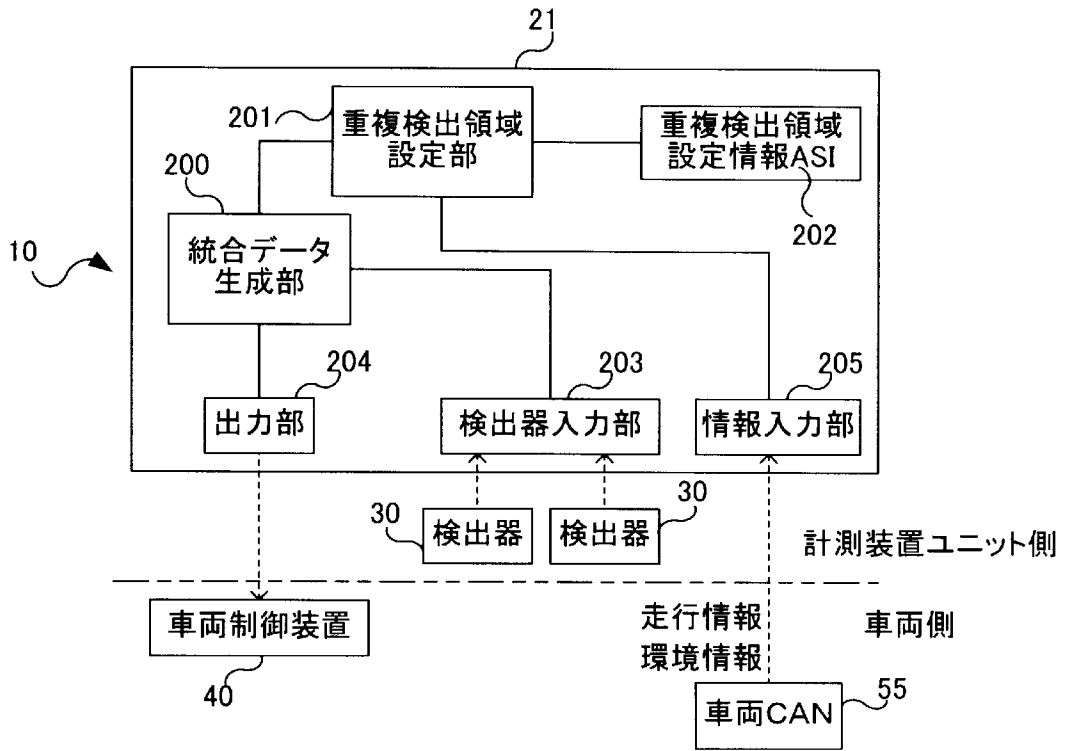 21
201
重複検出領域
設定部
重複検出領域
設定情報ASI
202
200
統合データ
生成部
10
204
出力部
203
検出器入力部
205
情報入力部
30
検出器
検出器
30
計測装置ユニット側
車両制御装置
40
走行情報
環境情報
車両側
車両CAN
55